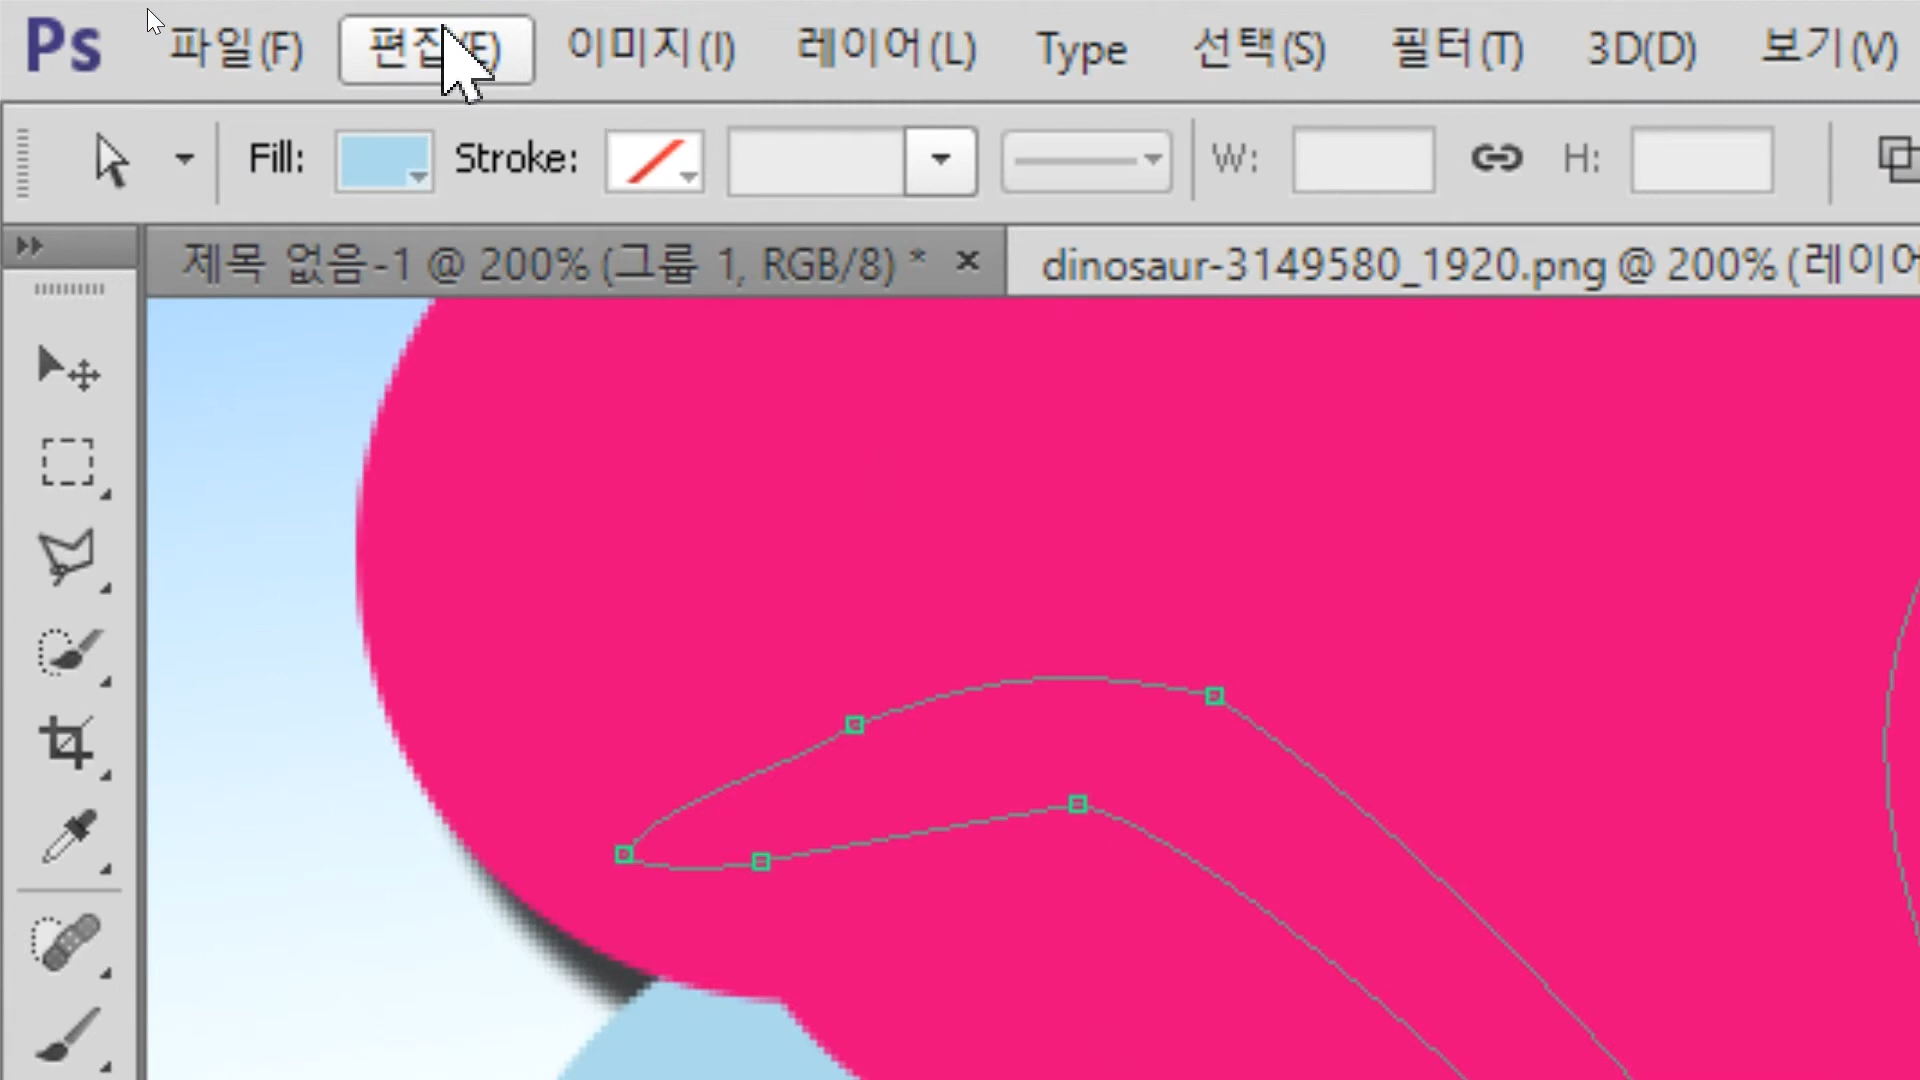 Ps 파일(F) 편집(E) 이미지(I) 레이어(L) Type 선택(S) 필터(T) 3D(D) 보기(V)
Fill: Stroke: W: H:
제목 없음-1 @ 200% (그룹 1, RGB/8) * × dinosaur-3149580_1920.png @ 200% (레이어